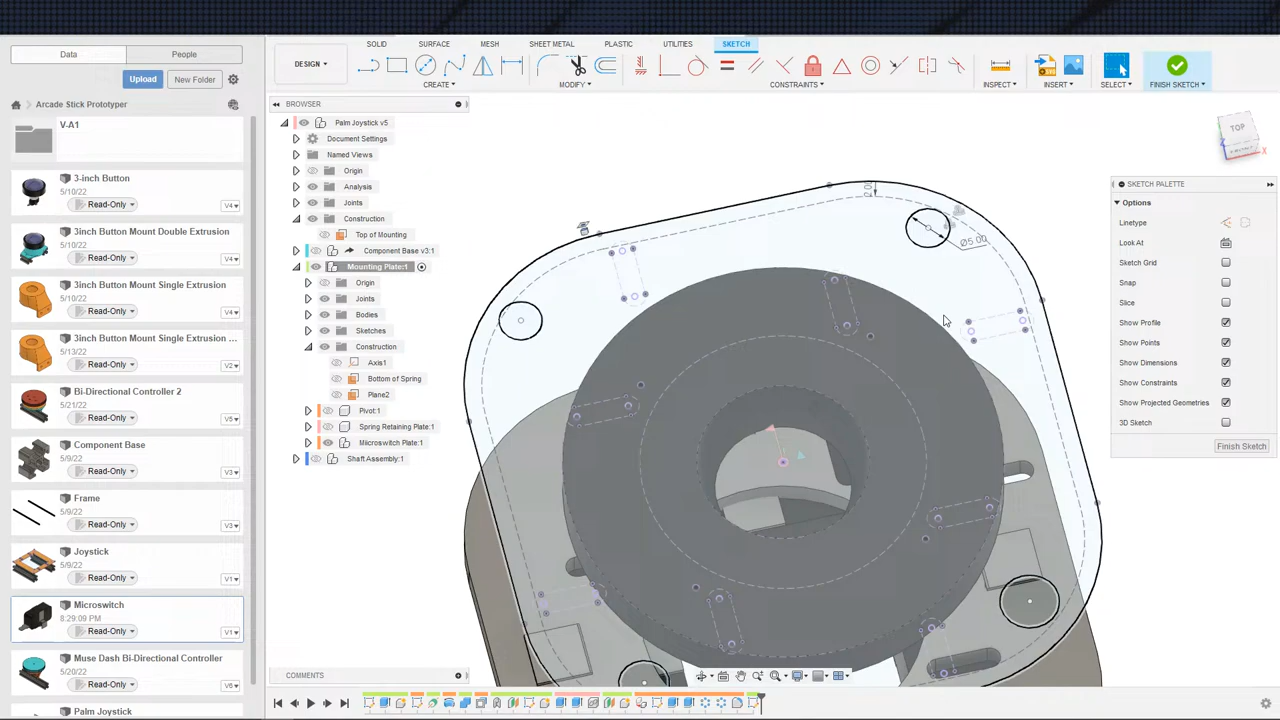 Data
People
SOLID
SURFACE
MESH
SHEET METAL
PLASTIC
UTILITIES
SKETCH
Upload
New Folder
DESIGN
CREATE
MODIFY
CONSTRAINTS
INSPECT
INSERT
SELECT
FINISH SKETCH
Arcade Stick Prototyper
BROWSER
V-A1
Palm Joystick v5
Document Settings
Named Views
Origin
Analysis
Joints
Construction
Top of Mounting
Component Base v3:1
Mounting Plate:1
Origin
Joints
Bodies
Sketches
Construction
Axis1
Bottom of Spring
Plane2
Pivot:1
Spring Retaining Plate:1
Miicroswitch Plate:1
Shaft Assembly:1
3-inch Button
5/10/22
Read-Only
V4
3inch Button Mount Double Extrusion
5/10/22
Read-Only
V4
3inch Button Mount Single Extrusion
5/10/22
Read-Only
V4
3inch Button Mount Single Extrusion ...
5/13/22
Read-Only
V2
Bi-Directional Controller 2
5/21/22
Read-Only
Component Base
5/9/22
Read-Only
V3
Frame
5/9/22
Read-Only
V2
Joystick
5/9/22
Read-Only
V1
Microswitch
8:29:09 PM
Read-Only
V1
Muse Dash Bi-Directional Controller
5/20/22
Read-Only
Palm Joystick
2.00
Ø5.00
TOP
SKETCH PALETTE
Options
Linetype
Look At
Sketch Grid
Snap
Slice
Show Profile
Show Points
Show Dimensions
Show Constraints
Show Projected Geometries
3D Sketch
Finish Sketch
COMMENTS